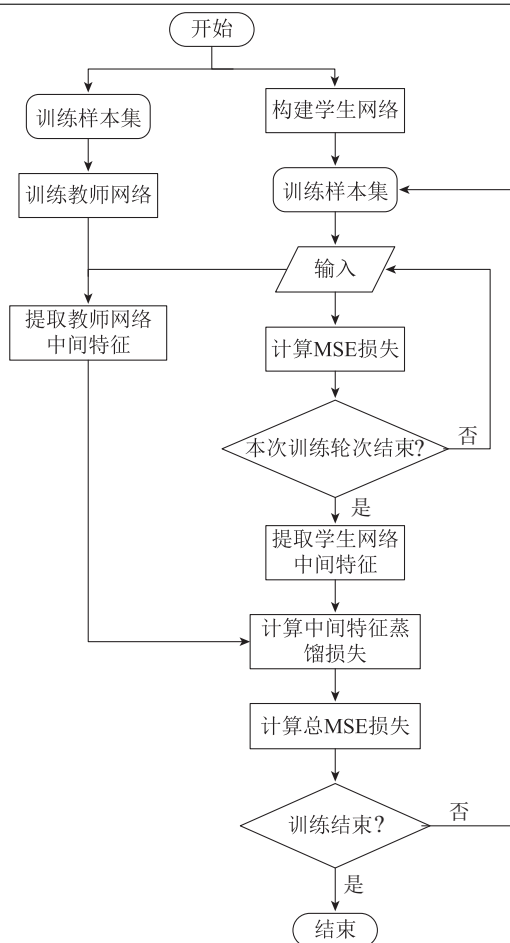 开始
训练样本集
构建学生网络
训练教师网络
训练样本集
输入
提取教师网络
中间特征
计算MSE损失
本次训练轮次结束?
否
是
提取学生网络
中间特征
计算中间特征蒸
馏损失
计算总MSE损失
训练结束?
否
是
结束